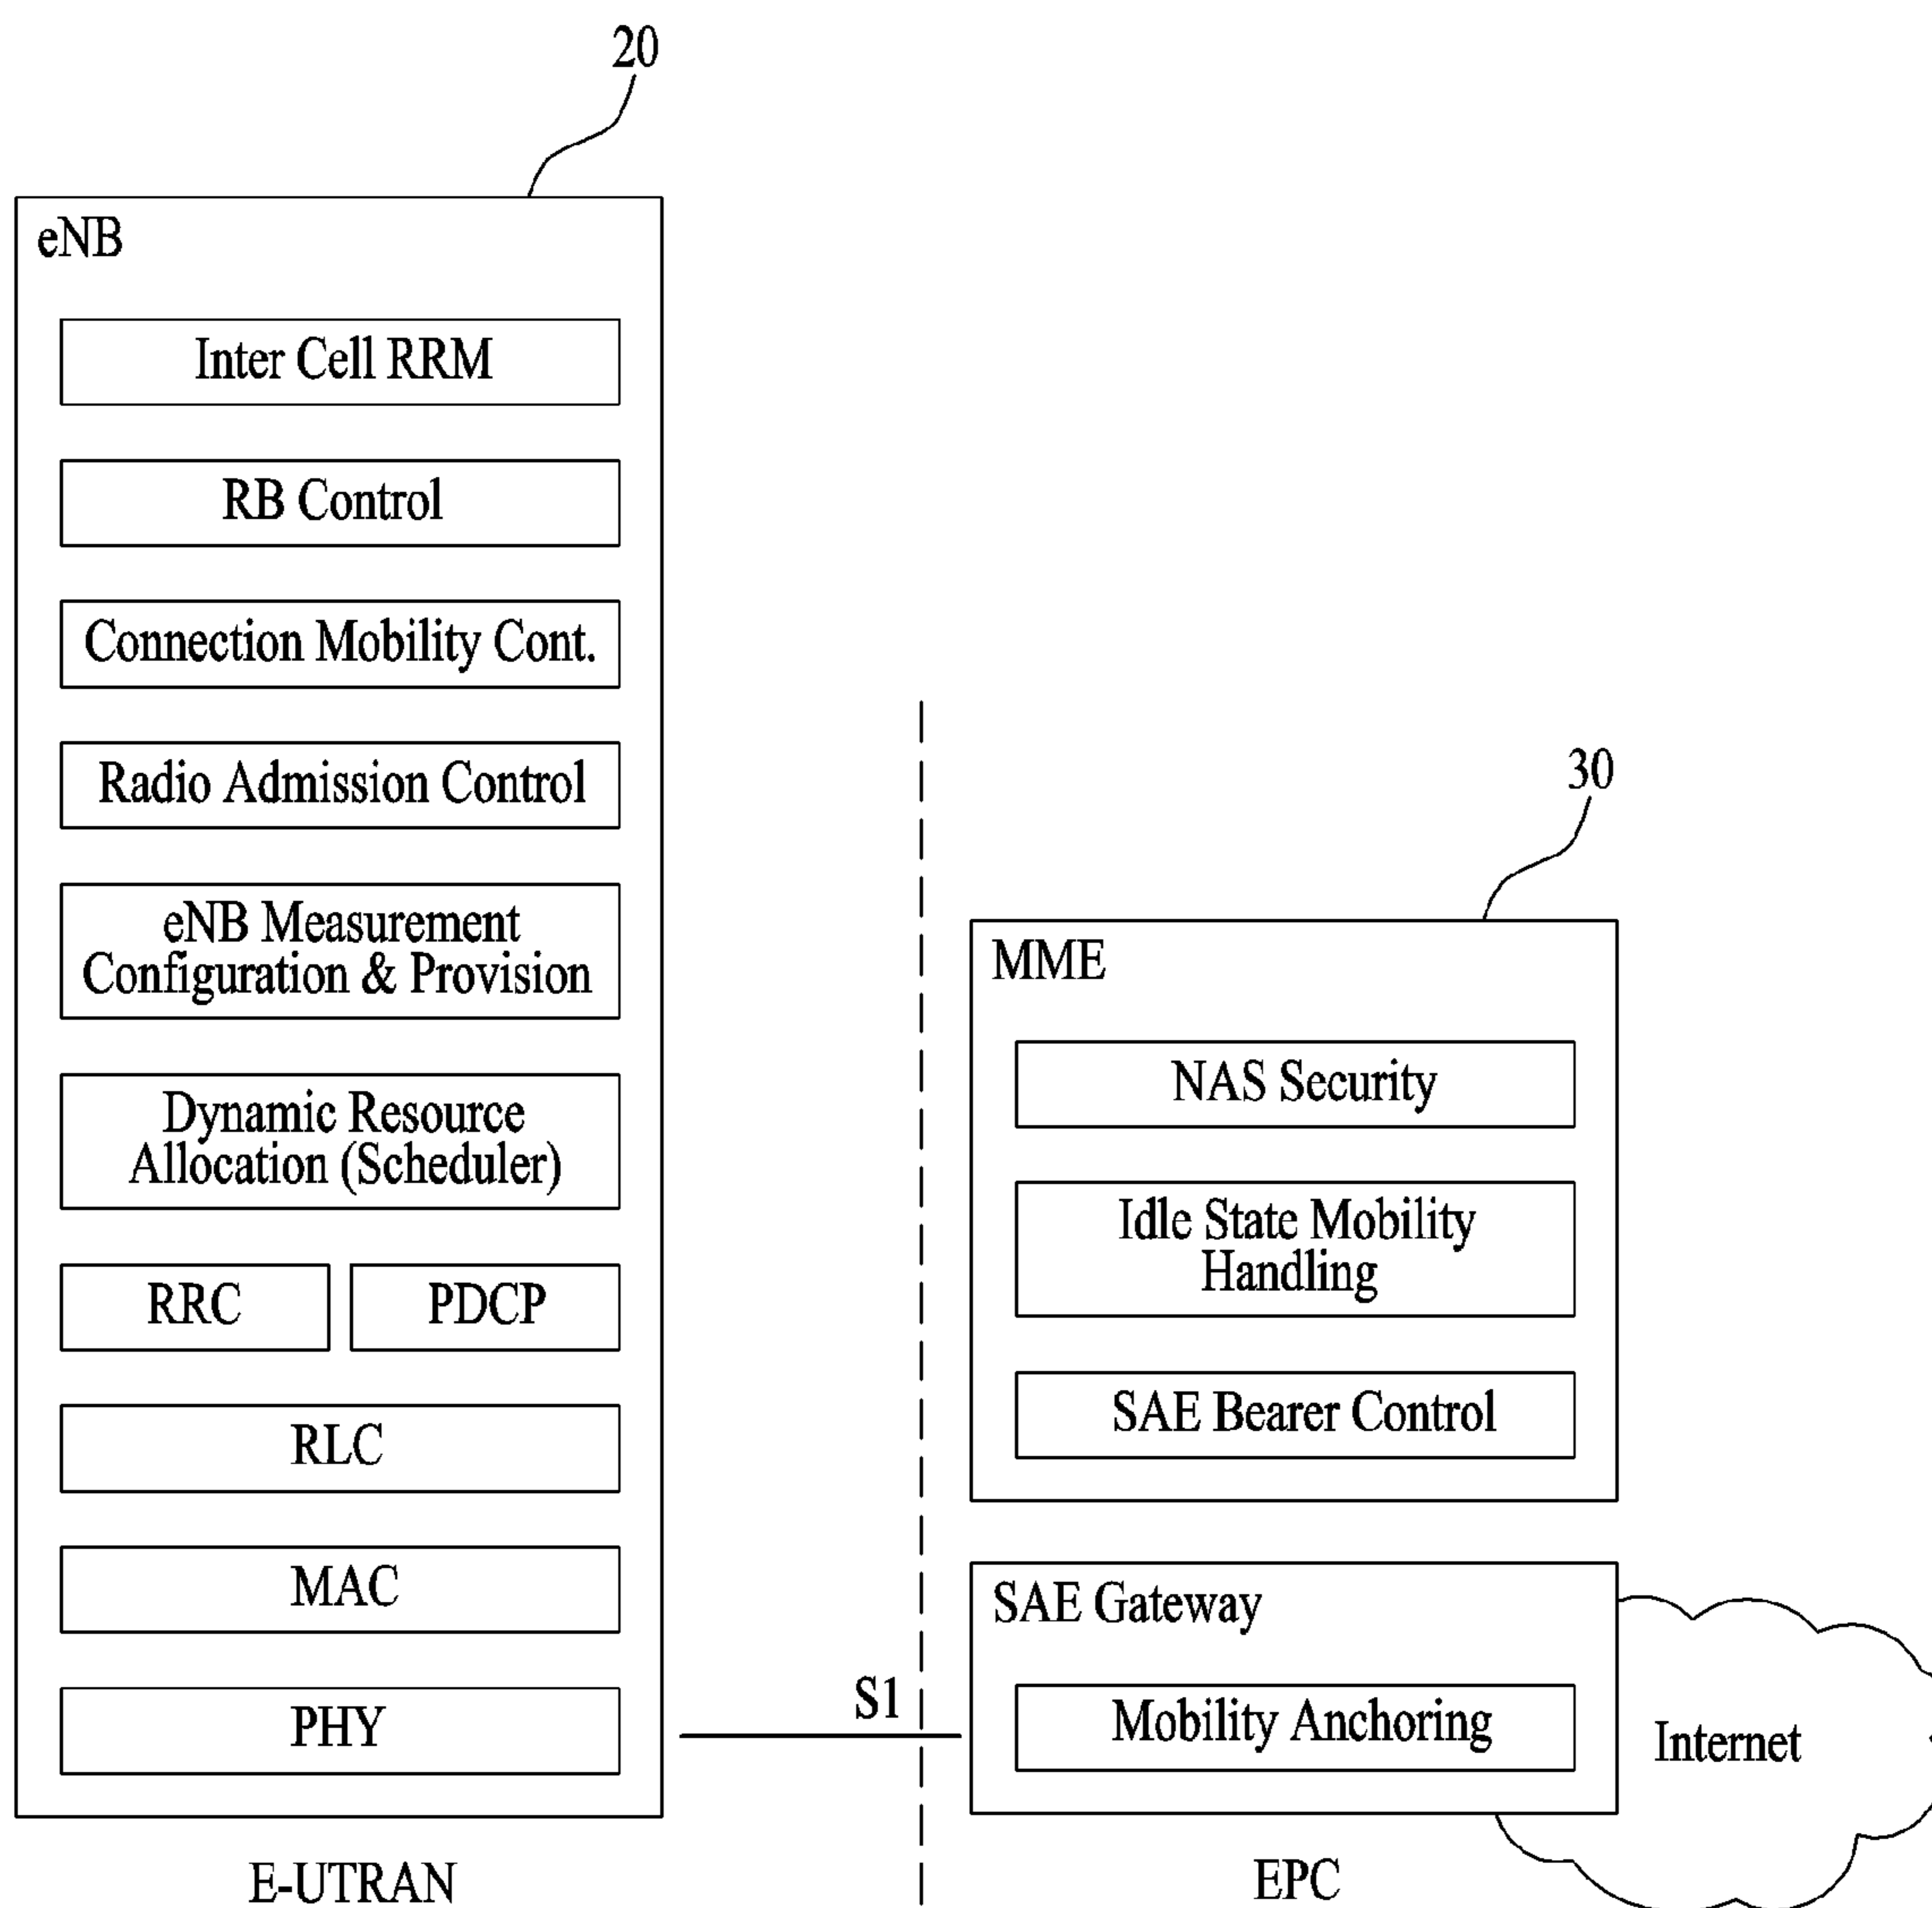 20
eNB
Inter Cell RRM
RB Control
Connection Mobility Cont.
Radio Admission Control
eNB Measurement
Configuration & Provision
Dynamic Resource
Allocation (Scheduler)
RRC
PDCP
RLC
MAC
PHY
E-UTRAN
S1
30
MME
NAS Security
Idle State Mobility
Handling
SAE Bearer Control
SAE Gateway
Mobility Anchoring
Internet
EPC